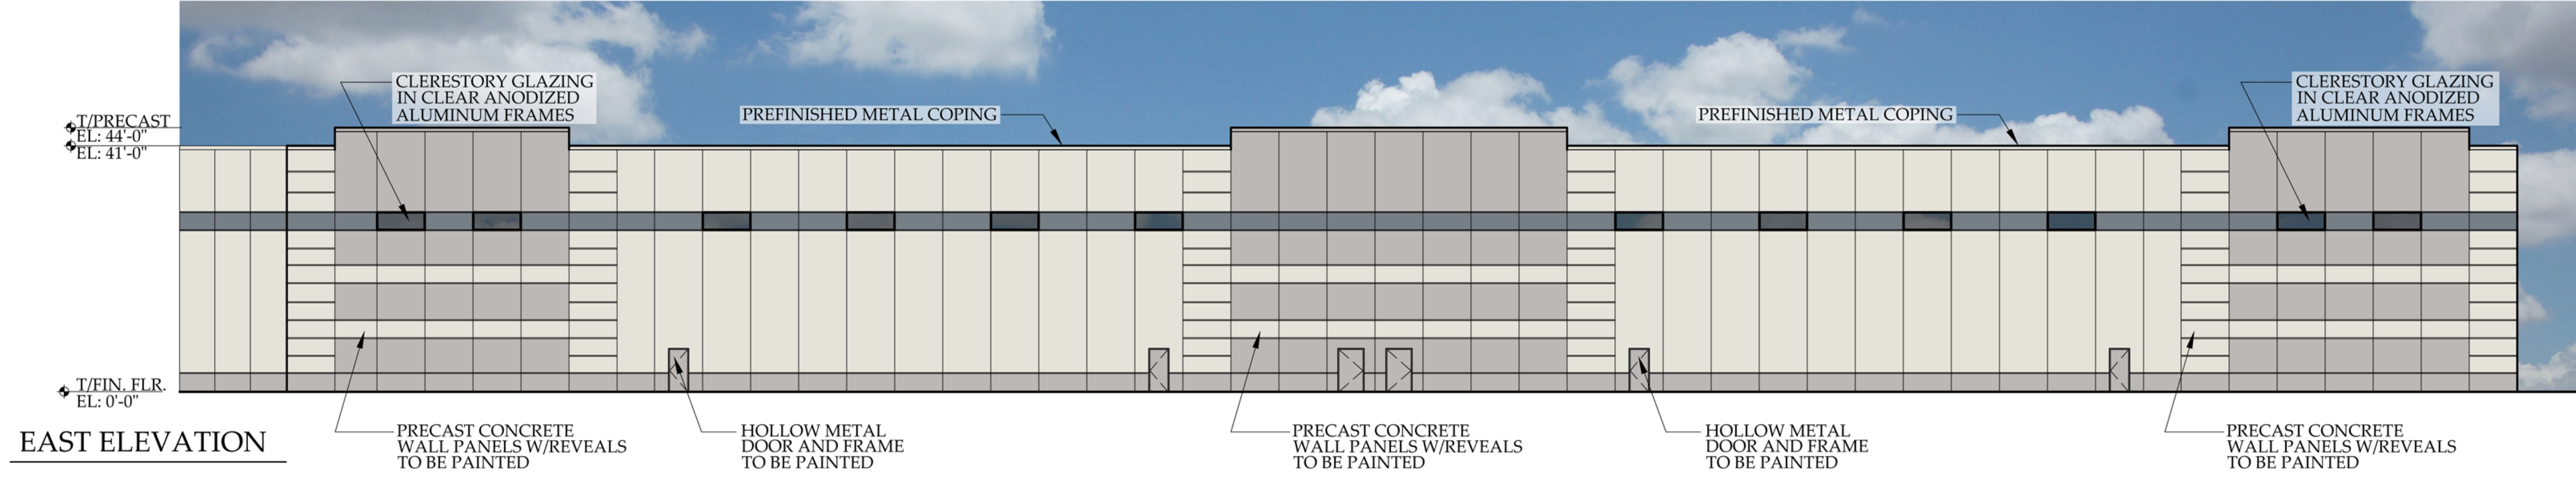 CLERESTORY GLAZING
IN CLEAR ANODIZED
ALUMINUM FRAMES
PREFINISHED METAL COPING
PREFINISHED METAL COPING
CLERESTORY GLAZING
IN CLEAR ANODIZED
ALUMINUM FRAMES
T/PRECAST
EL: 44'-0"
EL: 41'-0"
T/FIN. FLR.
EL: 0'-0"
EAST ELEVATION
PRECAST CONCRETE
WALL PANELS W/REVEALS
TO BE PAINTED
HOLLOW METAL
DOOR AND FRAME
TO BE PAINTED
PRECAST CONCRETE
WALL PANELS W/REVEALS
TO BE PAINTED
HOLLOW METAL
DOOR AND FRAME
TO BE PAINTED
PRECAST CONCRETE
WALL PANELS W/REVEALS
TO BE PAINTED